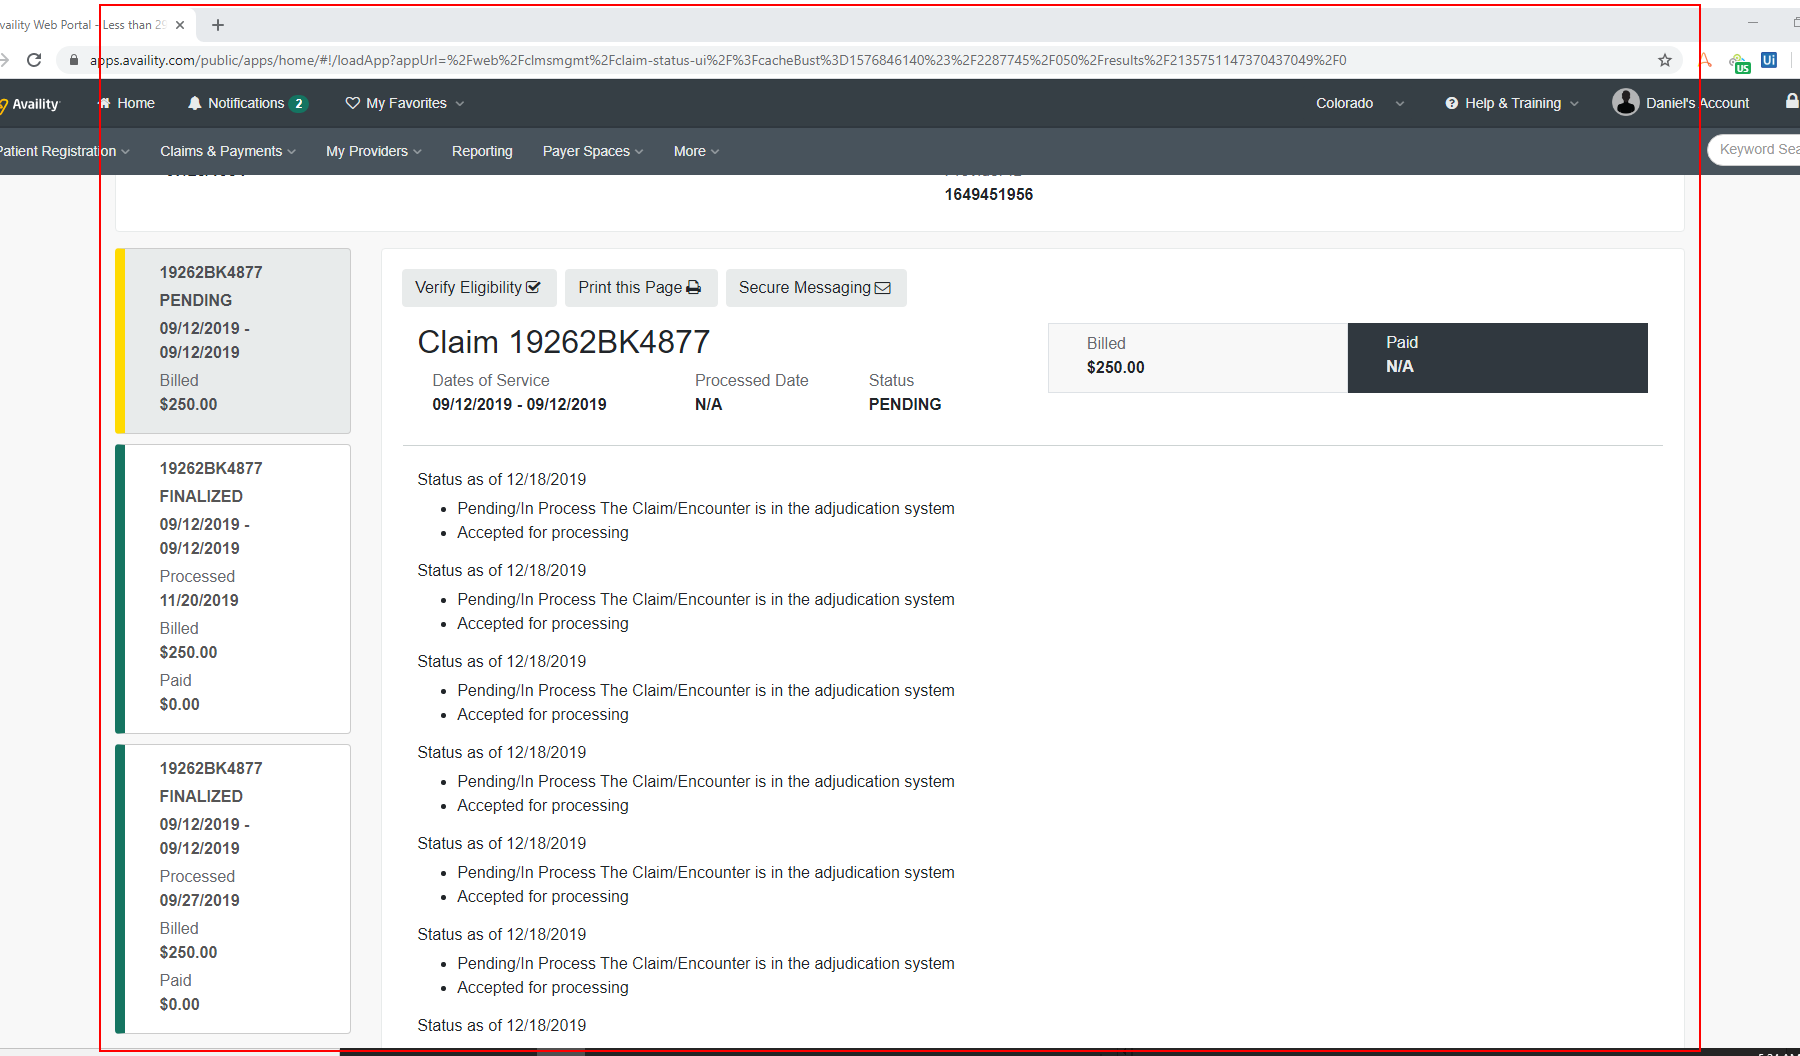 vaility Web Portal - Less than 29
apps.availity.com/public/apps/home/#!/loadApp?appUrl=%2Fweb%2Fclmsmgmt%2Fclaim-status-ui%2F%3FcacheBust%3D1576846140%23%2F2287745%2F050%2Fresults%2F2135751147370437049%2F0
US
Ui
Availity
Home
Notifications 2
My Favorites
Colorado
Help & Training
Daniel's Account
Patient Registration
Claims & Payments
My Providers
Reporting
Payer Spaces
More
Keyword Sea
1649451956
19262BK4877
PENDING
09/12/2019 -
09/12/2019
Billed
$250.00
19262BK4877
FINALIZED
09/12/2019 -
09/12/2019
Processed
11/20/2019
Billed
$250.00
Paid
$0.00
19262BK4877
FINALIZED
09/12/2019 -
09/12/2019
Processed
09/27/2019
Billed
$250.00
Paid
$0.00
Verify Eligibility
Print this Page
Secure Messaging
Claim 19262BK4877
Dates of Service
09/12/2019 - 09/12/2019
Processed Date
N/A
Status
PENDING
Billed
$250.00
Paid
N/A
Status as of 12/18/2019
Pending/In Process The Claim/Encounter is in the adjudication system
Accepted for processing
Status as of 12/18/2019
Pending/In Process The Claim/Encounter is in the adjudication system
Accepted for processing
Status as of 12/18/2019
Pending/In Process The Claim/Encounter is in the adjudication system
Accepted for processing
Status as of 12/18/2019
Pending/In Process The Claim/Encounter is in the adjudication system
Accepted for processing
Status as of 12/18/2019
Pending/In Process The Claim/Encounter is in the adjudication system
Accepted for processing
Status as of 12/18/2019
Pending/In Process The Claim/Encounter is in the adjudication system
Accepted for processing
Status as of 12/18/2019